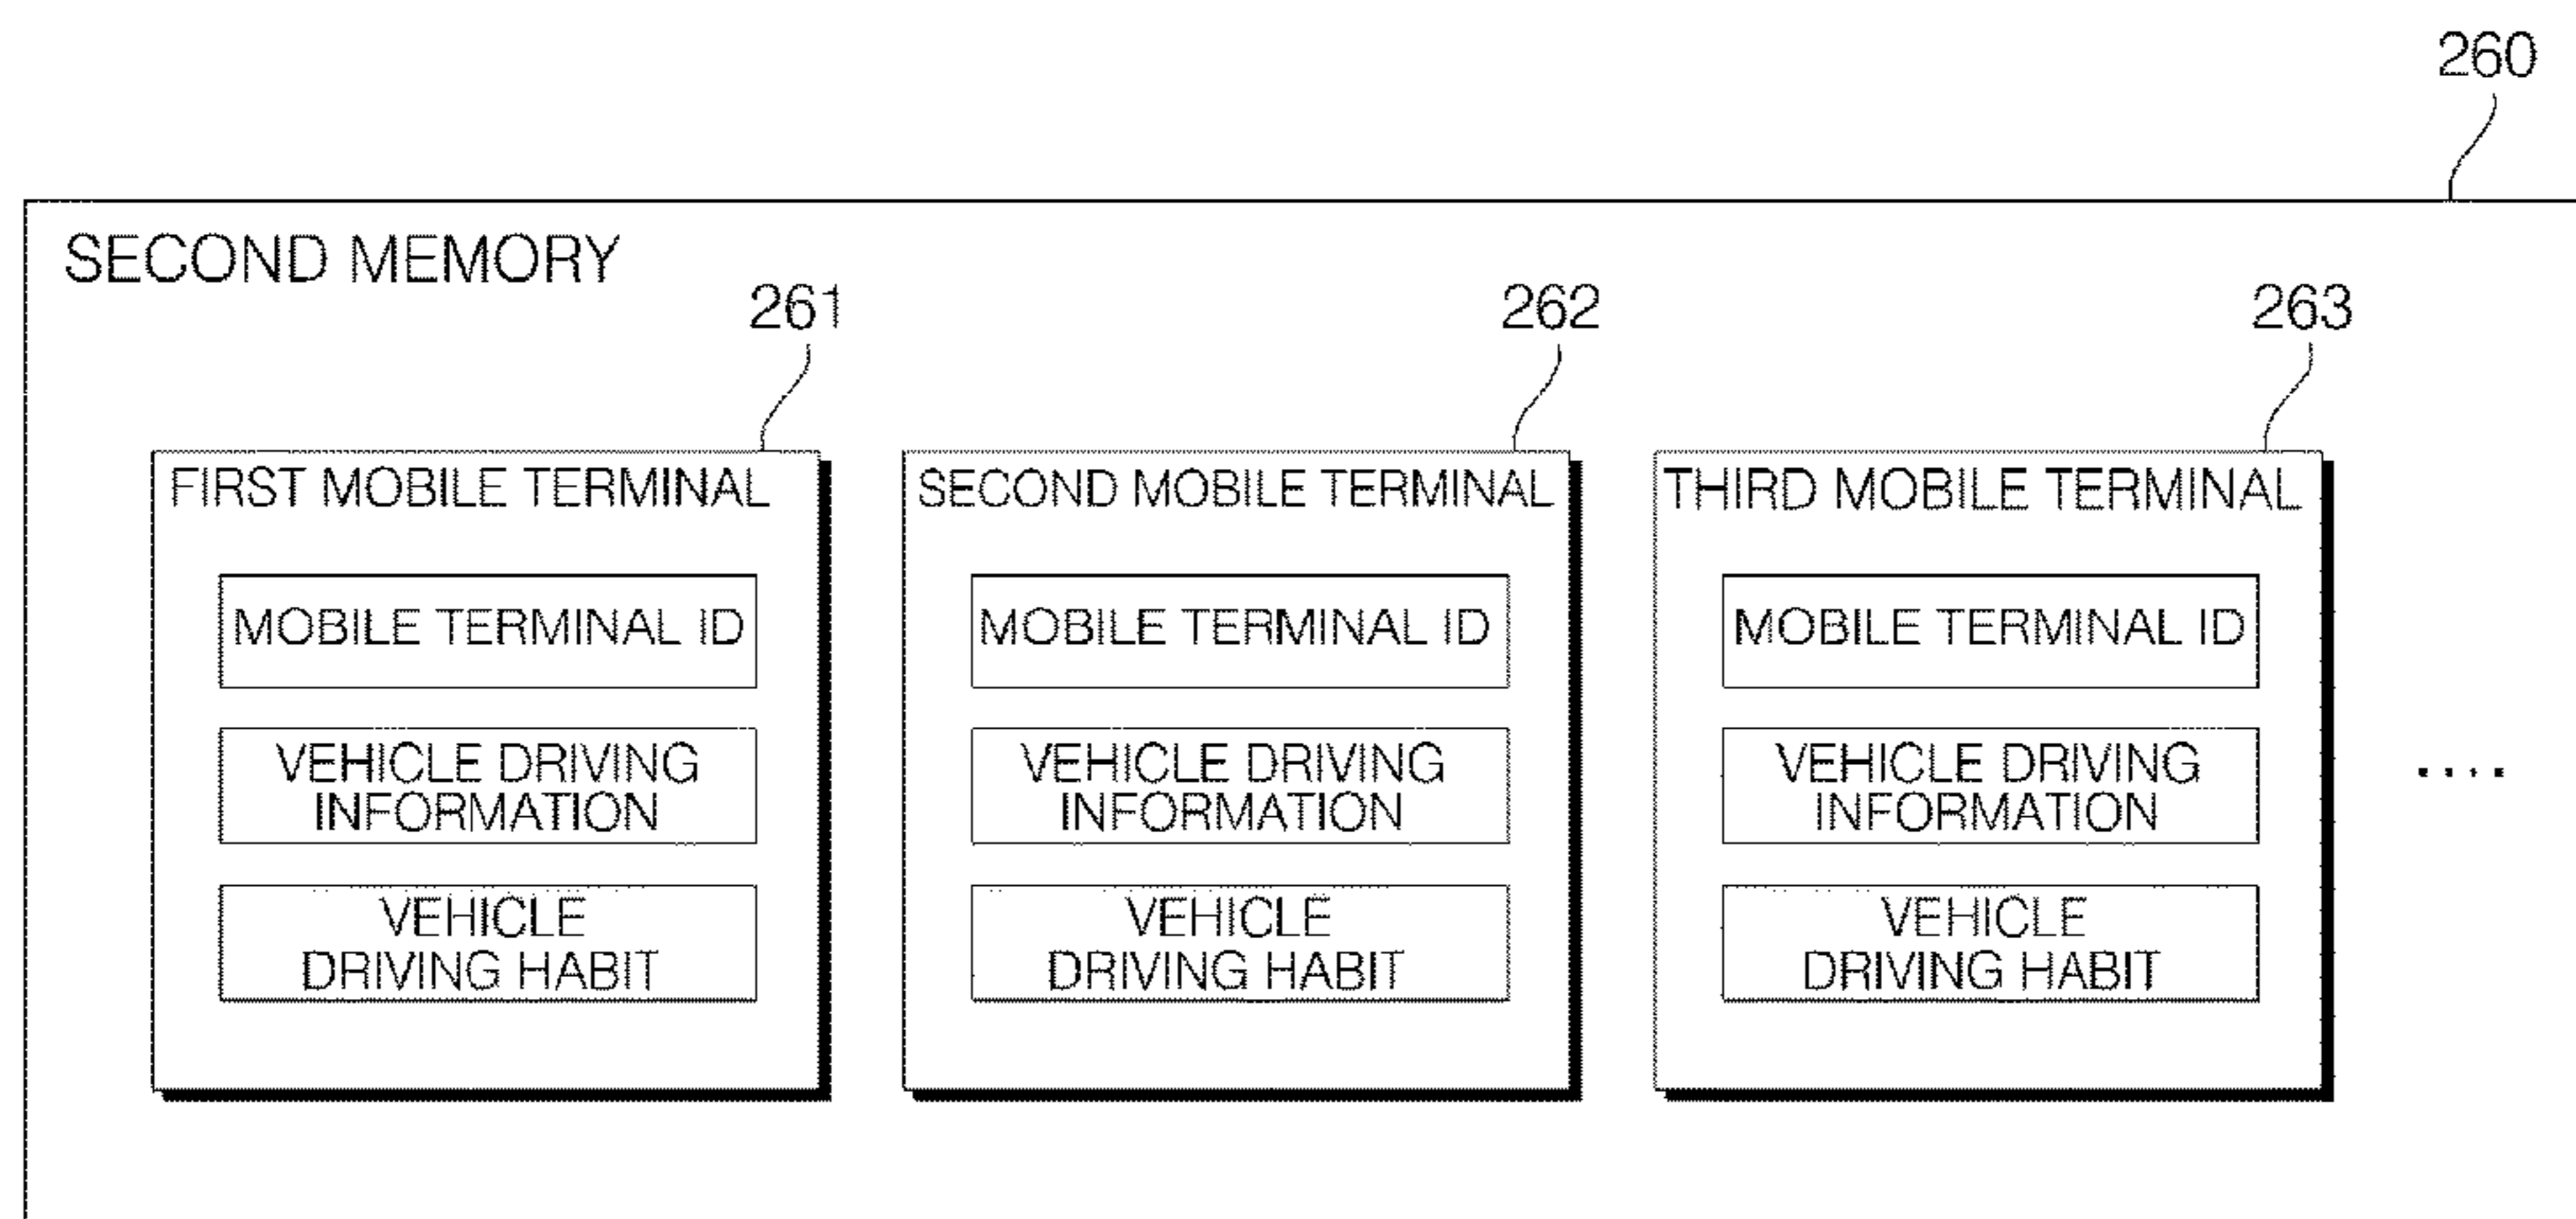 260
SECOND MEMORY
261
262
263
FIRST MOBILE TERMINAL
MOBILE TERMINAL ID
VEHICLE DRIVING
INFORMATION
VEHICLE
DRIVING HABIT
SECOND MOBILE TERMINAL
MOBILE TERMINAL ID
VEHICLE DRIVING
INFORMATION
VEHICLE
DRIVING HABIT
THIRD MOBILE TERMINAL
MOBILE TERMINAL ID
VEHICLE DRIVING
INFORMATION
VEHICLE
DRIVING HABIT
....